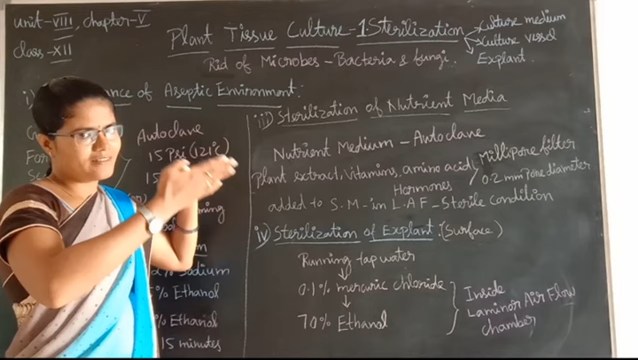 unit-VIII, chapter-V
class-XII
Plant Tissue Culture-1 Sterilization
Culture medium
Culture vessel
Explant.
Rid of Microbes - Bacteria & fungi.
i) ance of Aseptic Environment.
Autoclave
15 Psi (121°c)
% Sodium
% Ethanol
% Ethanol
15 minutes
iii) Sterilization of Nutrient Media
Nutrient Medium - Autoclave
Plant extract, Vitamins, amino acid Millipore filter
Hormones 0.2 mm Pore diameter
added to S.M-in L.A.F-Sterile condition
iv) Sterilization of Explant (Surface)
Running tap water
0.1% mercuric chloride
70% Ethanol
Inside
Laminor Air Flow
chamber